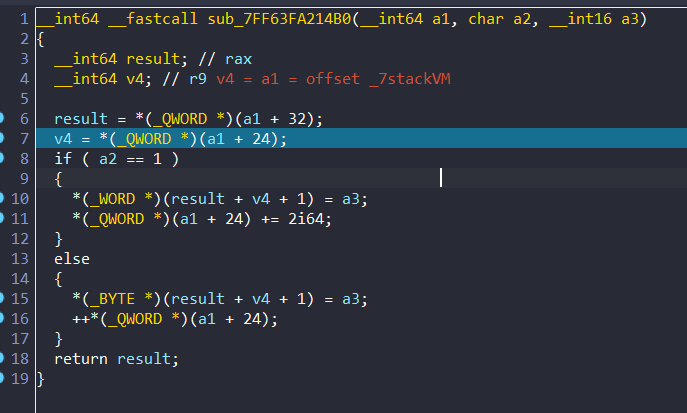 1 __int64 __fastcall sub_7FF63FA214B0(__int64 a1, char a2, __int16 a3)
2 {
3 __int64 result; // rax
4 __int64 v4; // r9 v4 = a1 = offset _7stackVM
5
6 result = *(_QWORD *)(a1 + 32);
7 v4 = *(_QWORD *)(a1 + 24);
8 if ( a2 == 1 )
9 {
10 *(_WORD *)(result + v4 + 1) = a3;
11 *(_QWORD *)(a1 + 24) += 2i64;
12 }
13 else
14 {
15 *(_BYTE *)(result + v4 + 1) = a3;
16 ++*(_QWORD *)(a1 + 24);
17 }
18 return result;
19 }